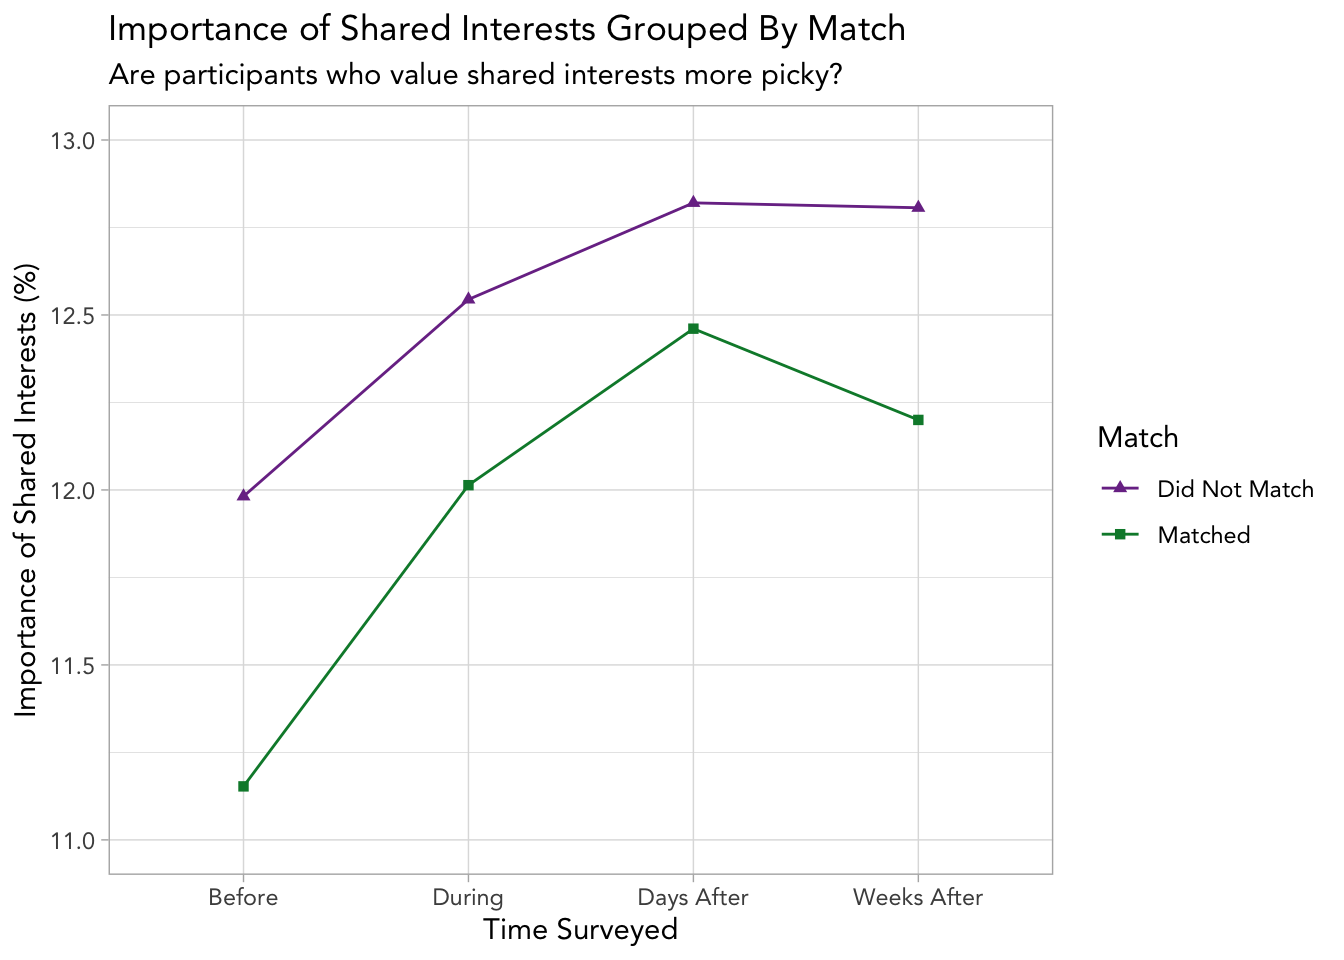 Importance of Shared Interests Grouped By Match
Are participants who value shared interests more picky?
Importance of Shared Interests (%)
13.0
12.5
12.0
11.5
11.0
Before During Days After Weeks After
Time Surveyed
Match
Did Not Match
Matched